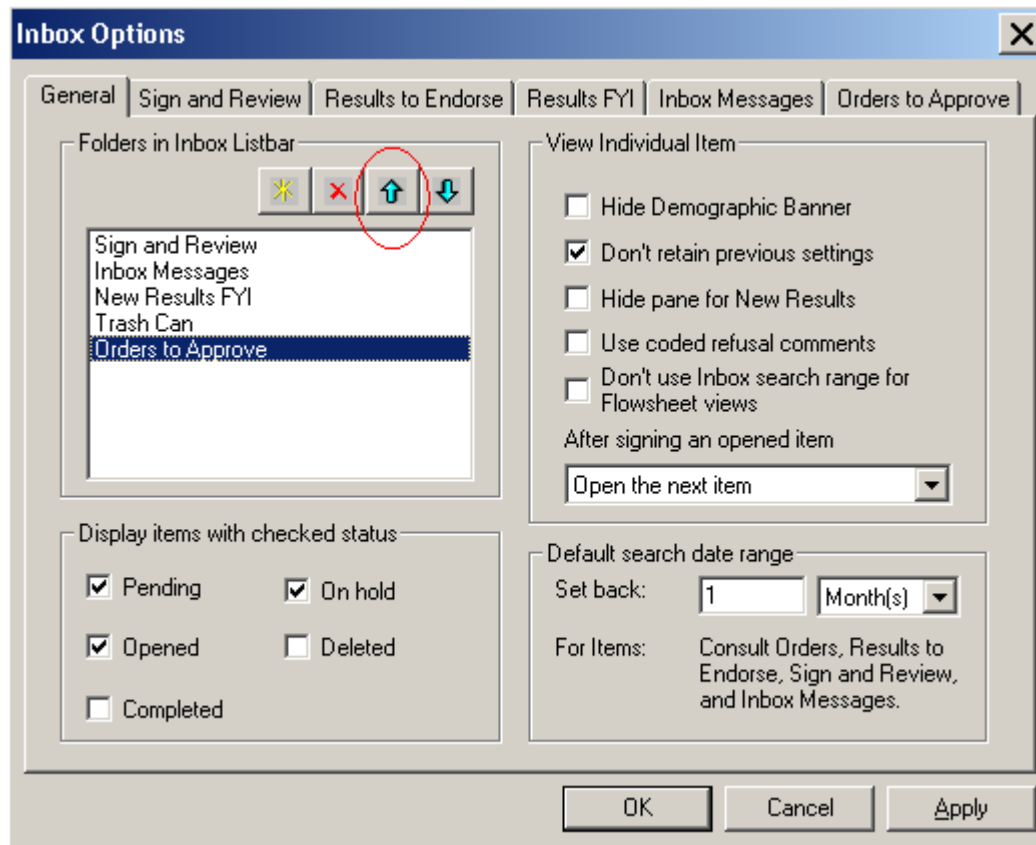 Inbox Options
General
Sign and Review
Results to Endorse
Results FYI
Inbox Messages
Orders to Approve
Folders in Inbox Listbar
Sign and Review
Inbox Messages
New Results FYI
Trash Can
Orders to Approve
Display items with checked status
Pending
On hold
Opened
Deleted
Completed
View Individual Item
Hide Demographic Banner
Don't retain previous settings
Hide pane for New Results
Use coded refusal comments
Don't use Inbox search range for
Flowsheet views
After signing an opened item
Open the next item
Default search date range
Set back:
1
Month(s)
For Items:
Consult Orders, Results to
Endorse, Sign and Review,
and Inbox Messages.
OK
Cancel
Apply